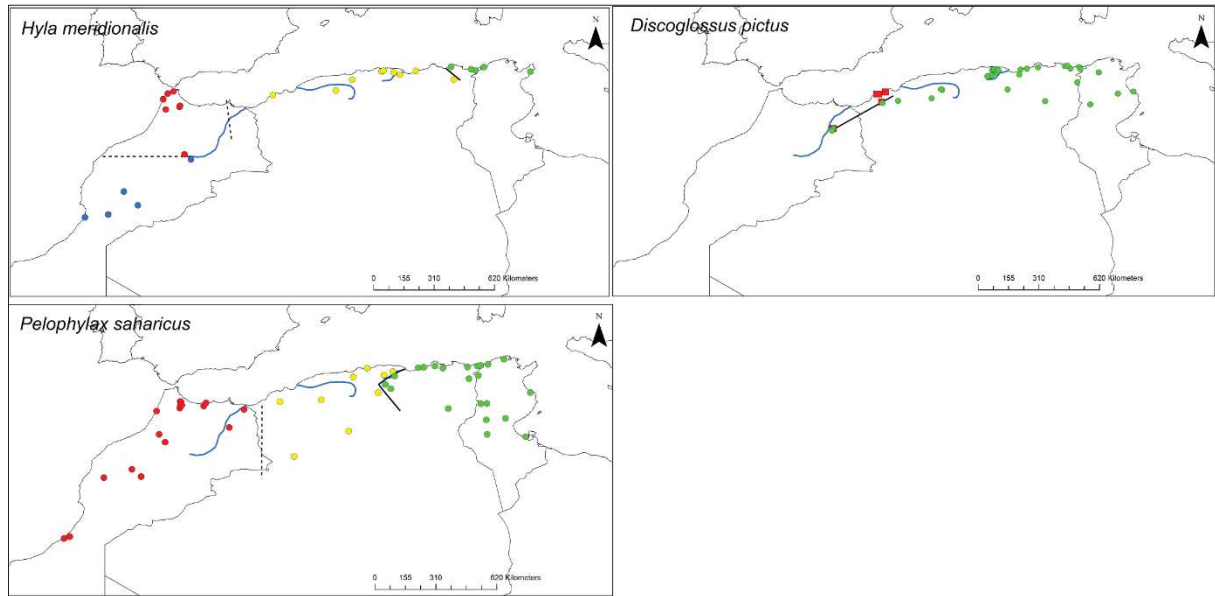 Hyla meridionalis
N
0 155 310 620 Kilometers
Discoglossus pictus
N
0 155 310 620 Kilometers
Pelophylax saharicus
N
0 155 310 620 Kilometers